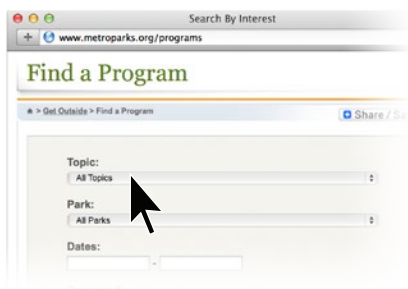 Search By Interest
www.metroparks.org/programs
Find a Program
> Get Outside > Find a Program
Share /
Topic:
All Topics
Park:
All Parks
Dates:
-